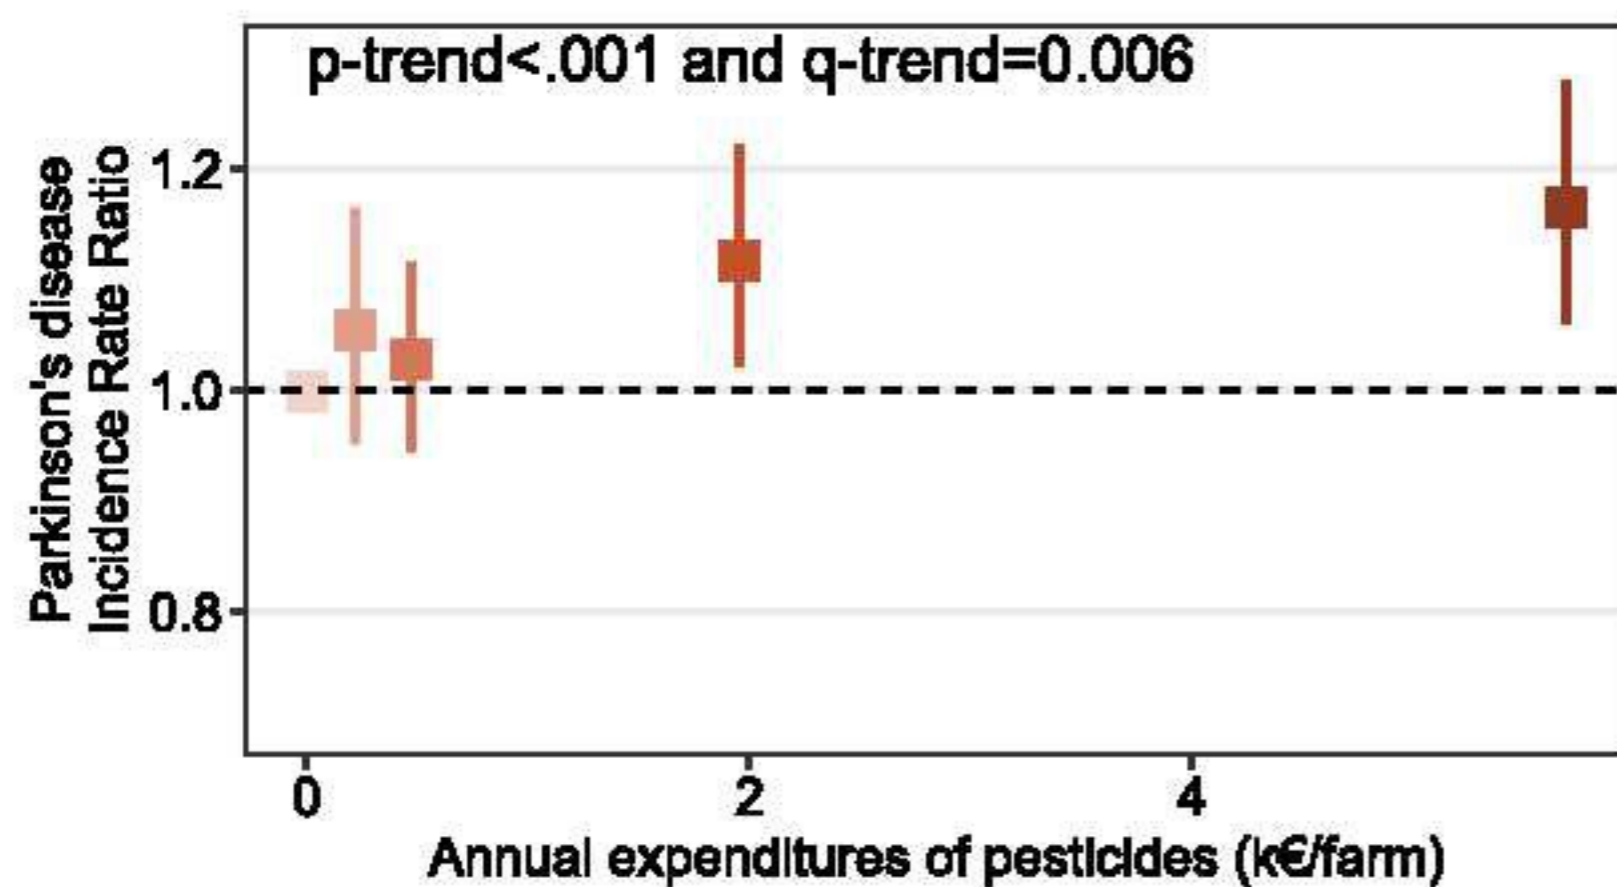 p-trend<.001 and q-trend=0.006
Parkinson's disease
Incidence Rate Ratio
1.2
1.0
0.8
0
2
4
Annual expenditures of pesticides (k€/farm)